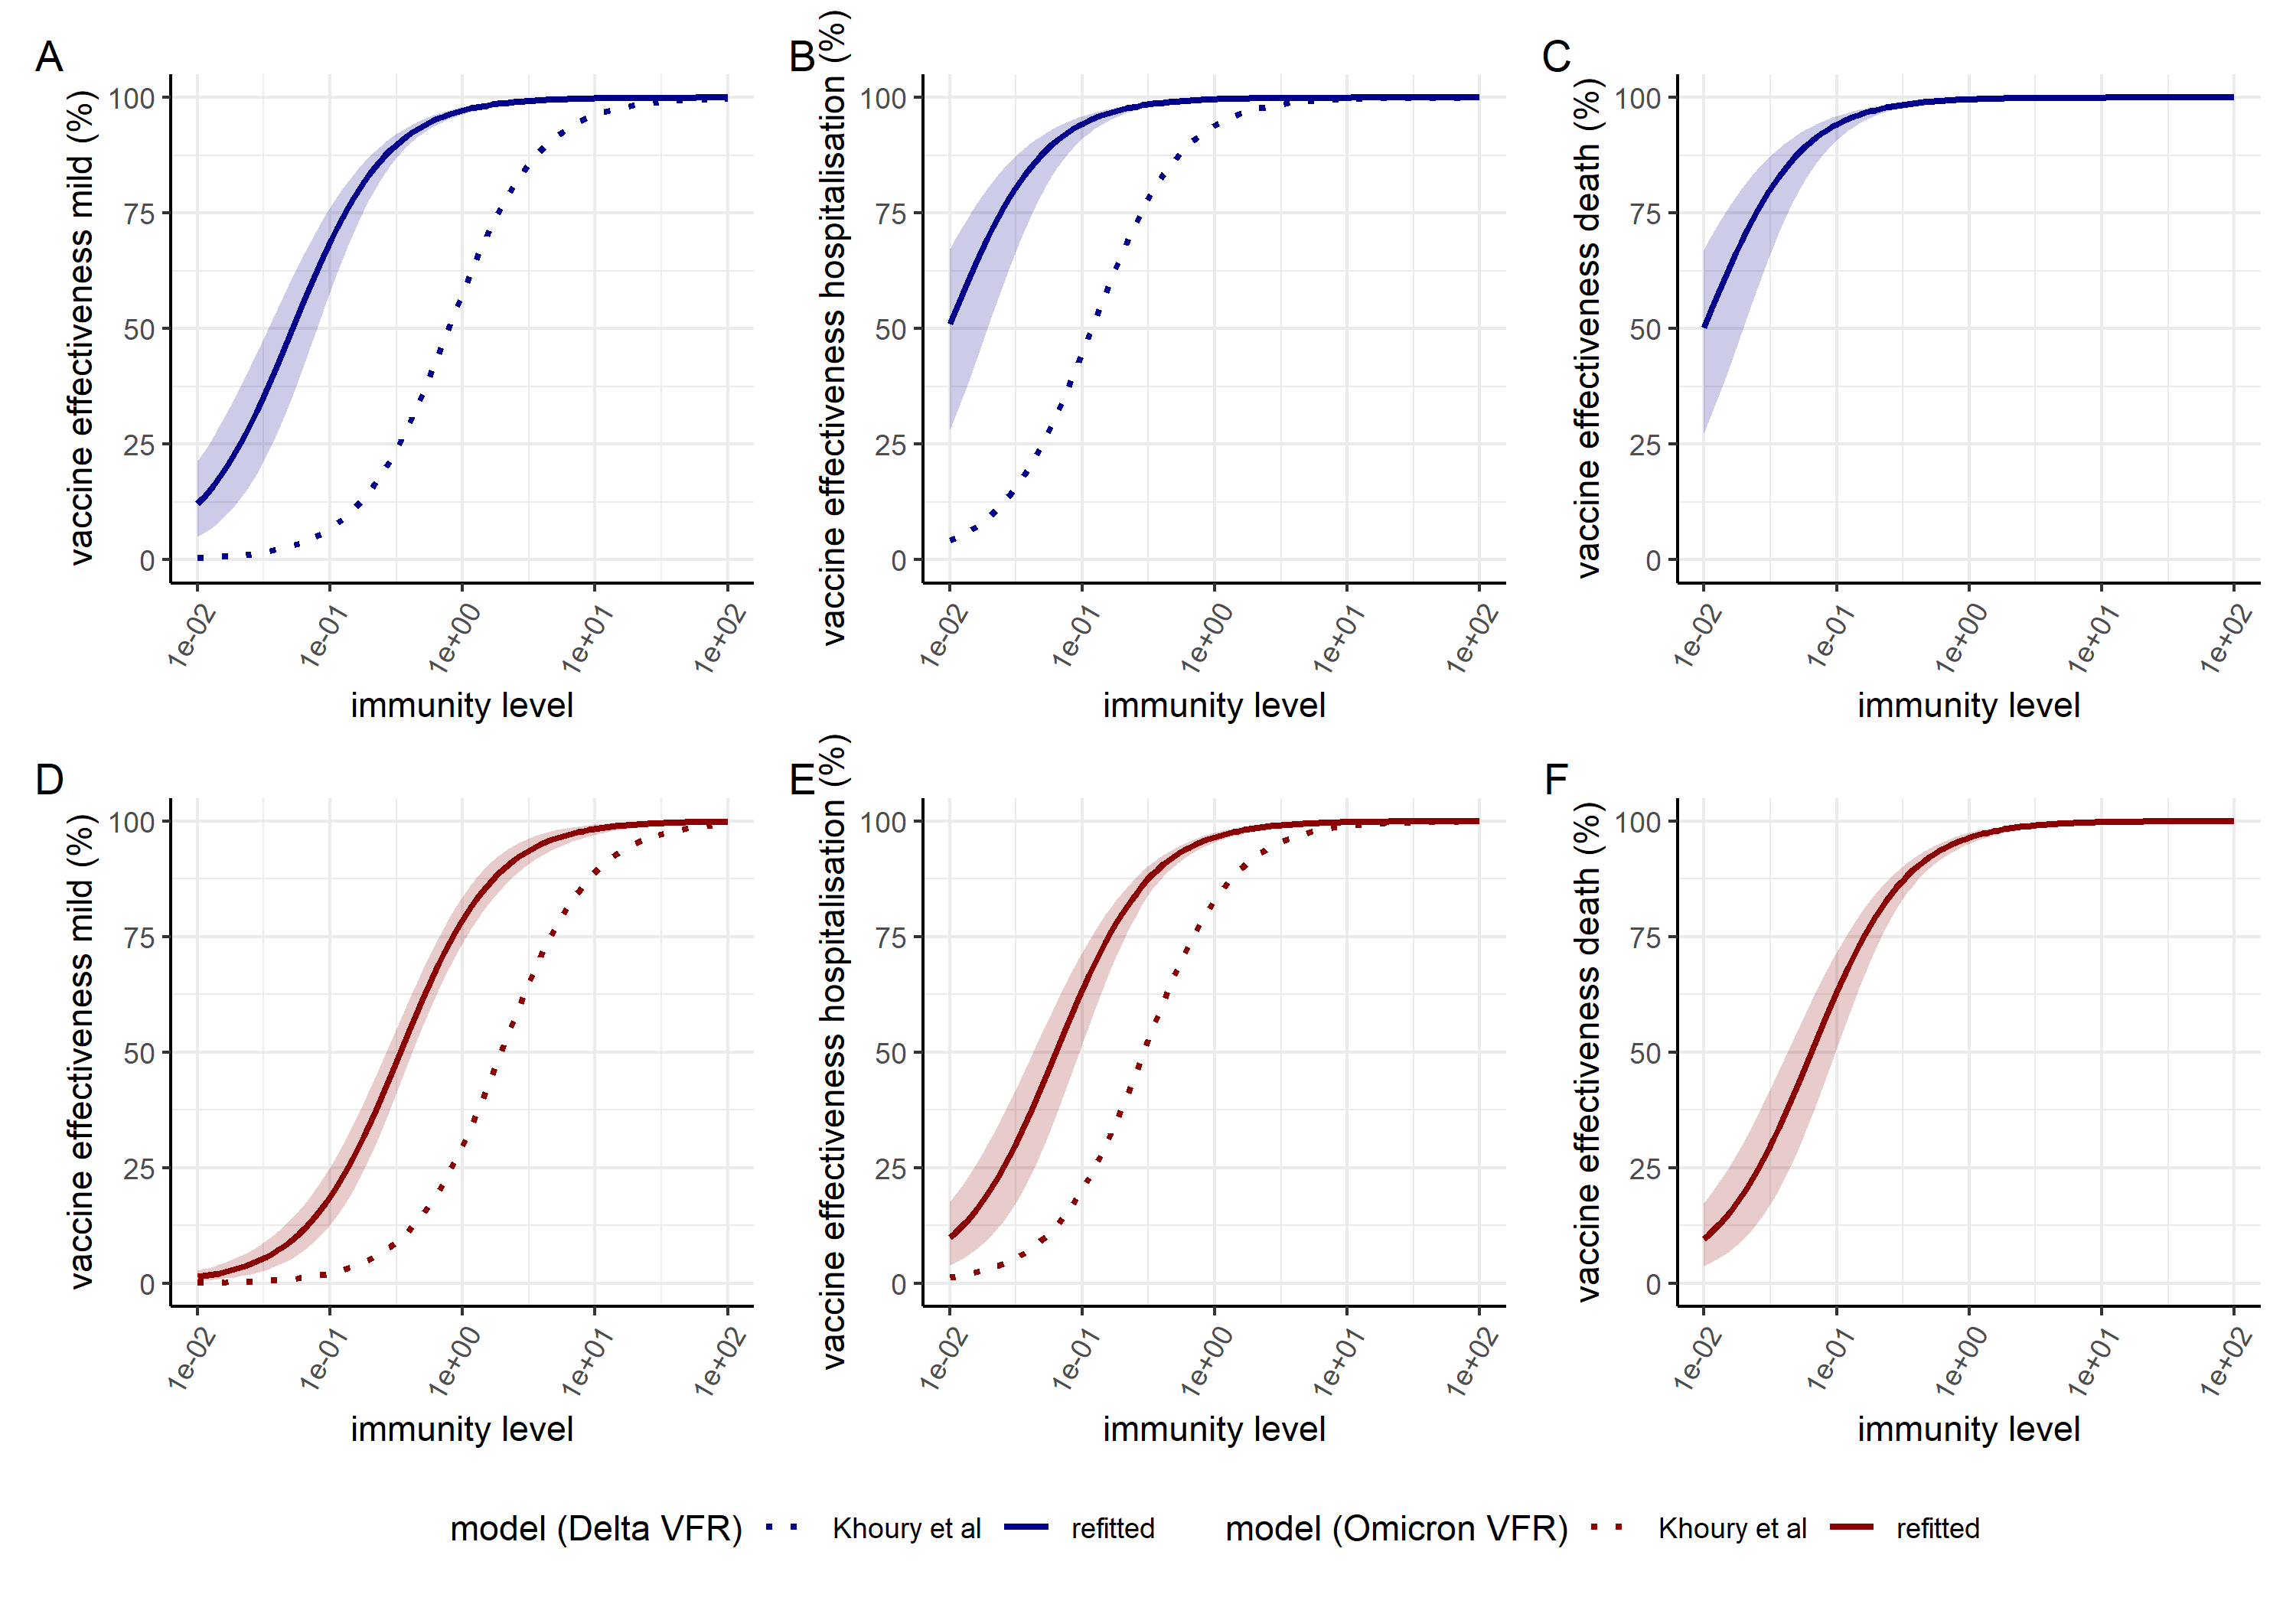 A
vaccine effectiveness mild (%)
100
75
50
25
0
1e-02
1e-01
1e+00
1e+01
1e+02
immunity level
B
vaccine effectiveness hospitalisation (%)
100
75
50
25
0
1e-02
1e-01
1e+00
1e+01
1e+02
immunity level
C
vaccine effectiveness death (%)
100
75
50
25
0
1e-02
1e-01
1e+00
1e+01
1e+02
immunity level
D
vaccine effectiveness mild (%)
100
75
50
25
0
1e-02
1e-01
1e+00
1e+01
1e+02
immunity level
E
vaccine effectiveness hospitalisation (%)
100
75
50
25
0
1e-02
1e-01
1e+00
1e+01
1e+02
immunity level
F
vaccine effectiveness death (%)
100
75
50
25
0
1e-02
1e-01
1e+00
1e+01
1e+02
immunity level
model (Delta VFR) Khoury et al refitted model (Omicron VFR) Khoury et al refitted